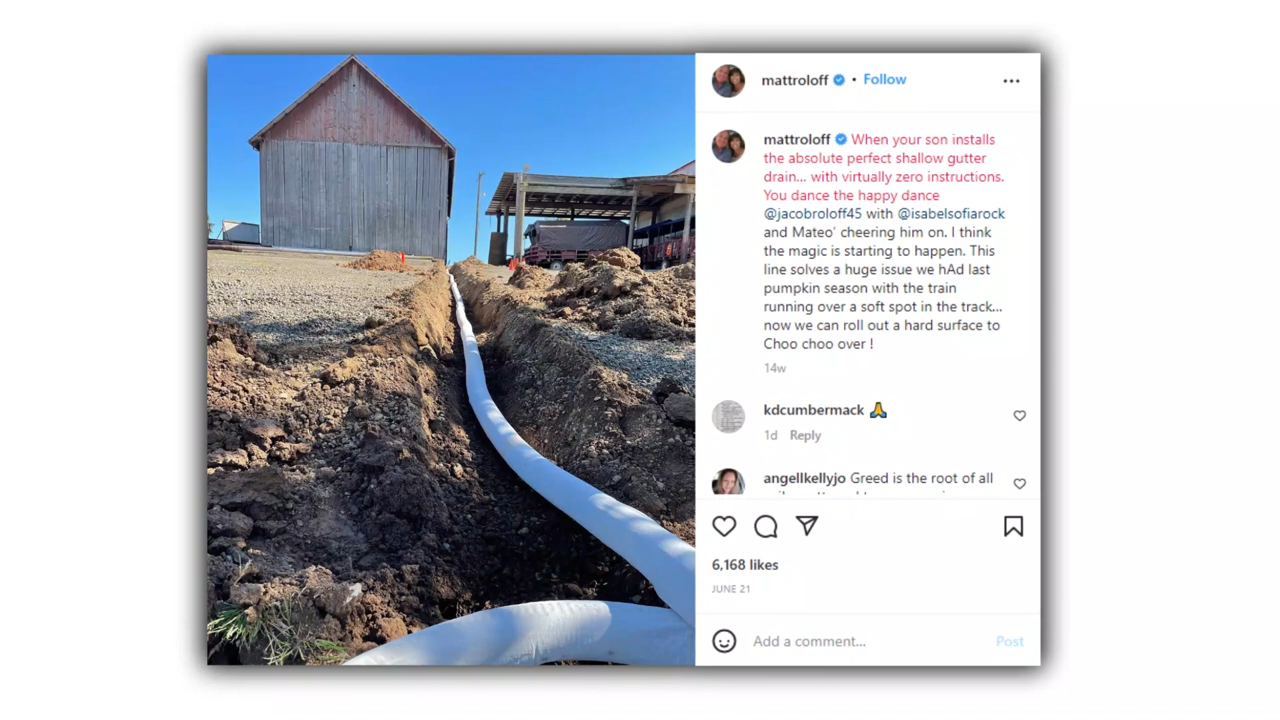 mattroloff • Follow
mattroloff When your son installs
the absolute perfect shallow gutter
drain... with virtually zero instructions.
You dance the happy dance
@jacobroloff45 with @isabelsofiarock
and Mateo’ cheering him on. I think
the magic is starting to happen. This
line solves a huge issue we hAd last
pumpkin season with the train
running over a soft spot in the track...
now we can roll out a hard surface to
Choo choo over !
14w
kdcumbermack 🙏
1d Reply
angellkellyjo Greed is the root of all
6,168 likes
JUNE 21
Add a comment... Post